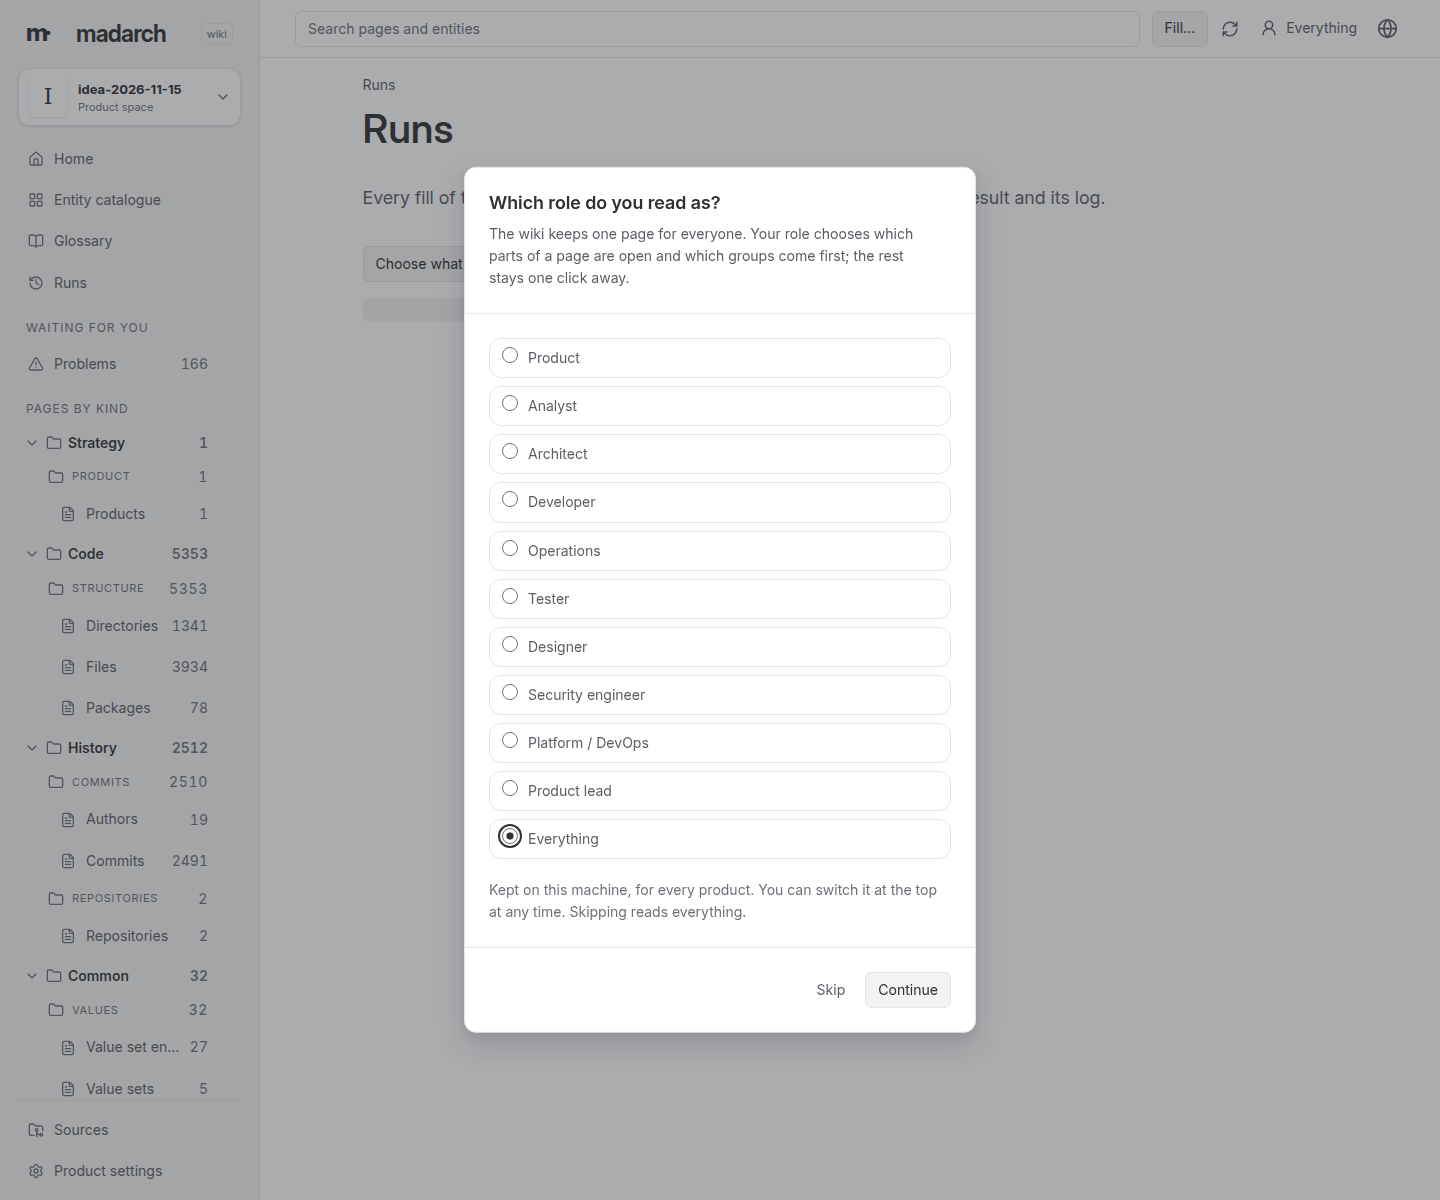 madarch
wiki
I
idea-2026-11-15
Product space
Home
Entity catalogue
Glossary
Runs
WAITING FOR YOU
Problems 166
PAGES BY KIND
Strategy 1
PRODUCT 1
Products 1
Code 5353
STRUCTURE 5353
Directories 1341
Files 3934
Packages 78
History 2512
COMMITS 2510
Authors 19
Commits 2491
REPOSITORIES 2
Repositories 2
Common 32
VALUES 32
Value set en... 27
Value sets 5
Sources
Product settings
Search pages and entities
Fill...
Everything
Runs
Runs
Every fill of
esult and its log.
Choose what
Which role do you read as?
The wiki keeps one page for everyone. Your role chooses which
parts of a page are open and which groups come first; the rest
stays one click away.
Product
Analyst
Architect
Developer
Operations
Tester
Designer
Security engineer
Platform / DevOps
Product lead
Everything
Kept on this machine, for every product. You can switch it at the top
at any time. Skipping reads everything.
Skip
Continue